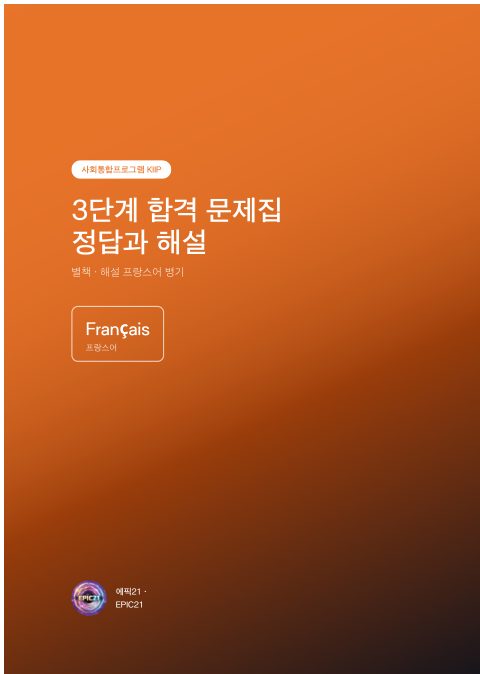 사회통합프로그램 KIIP
3단계 합격 문제집
정답과 해설
별책 · 해설 프랑스어 병기
Français
프랑스어
EPIC21
에픽21 ·
EPIC21